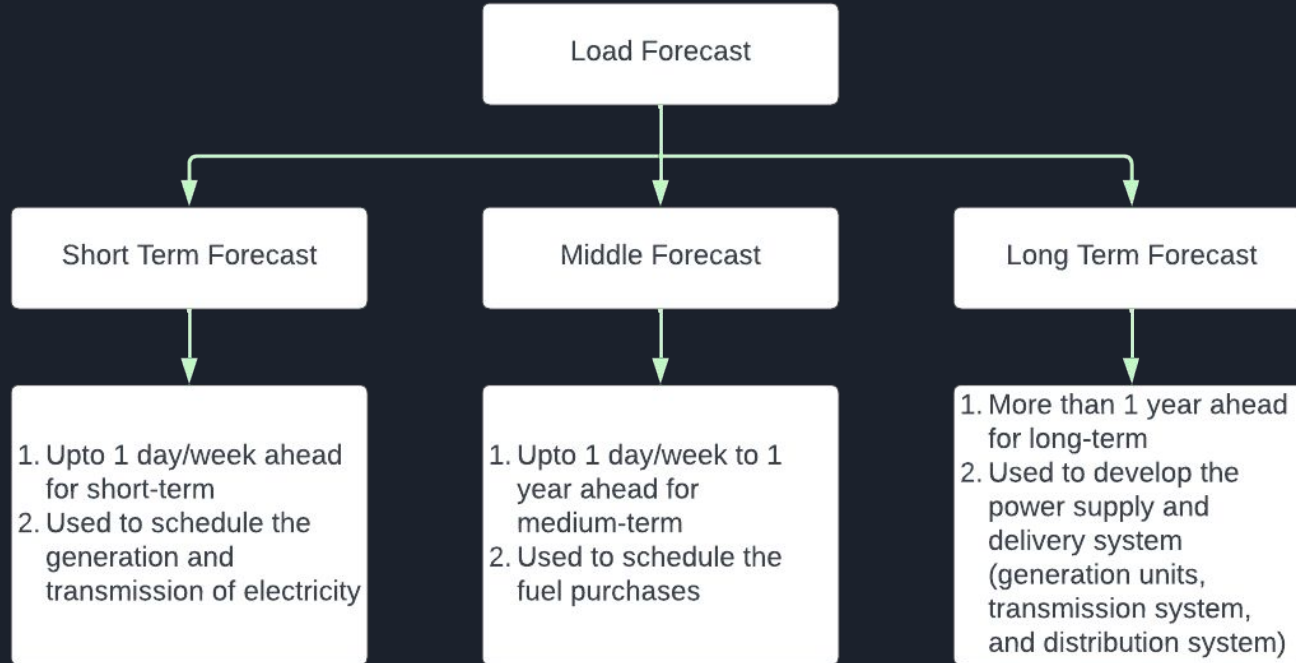 Load Forecast
Short Term Forecast
Middle Forecast
Long Term Forecast
1. Upto 1 day/week ahead
for short-term
2. Used to schedule the
generation and
transmission of electricity
1. Upto 1 day/week to 1
year ahead for
medium-term
2. Used to schedule the
fuel purchases
1. More than 1 year ahead
for long-term
2. Used to develop the
power supply and
delivery system
(generation units,
transmission system,
and distribution system)